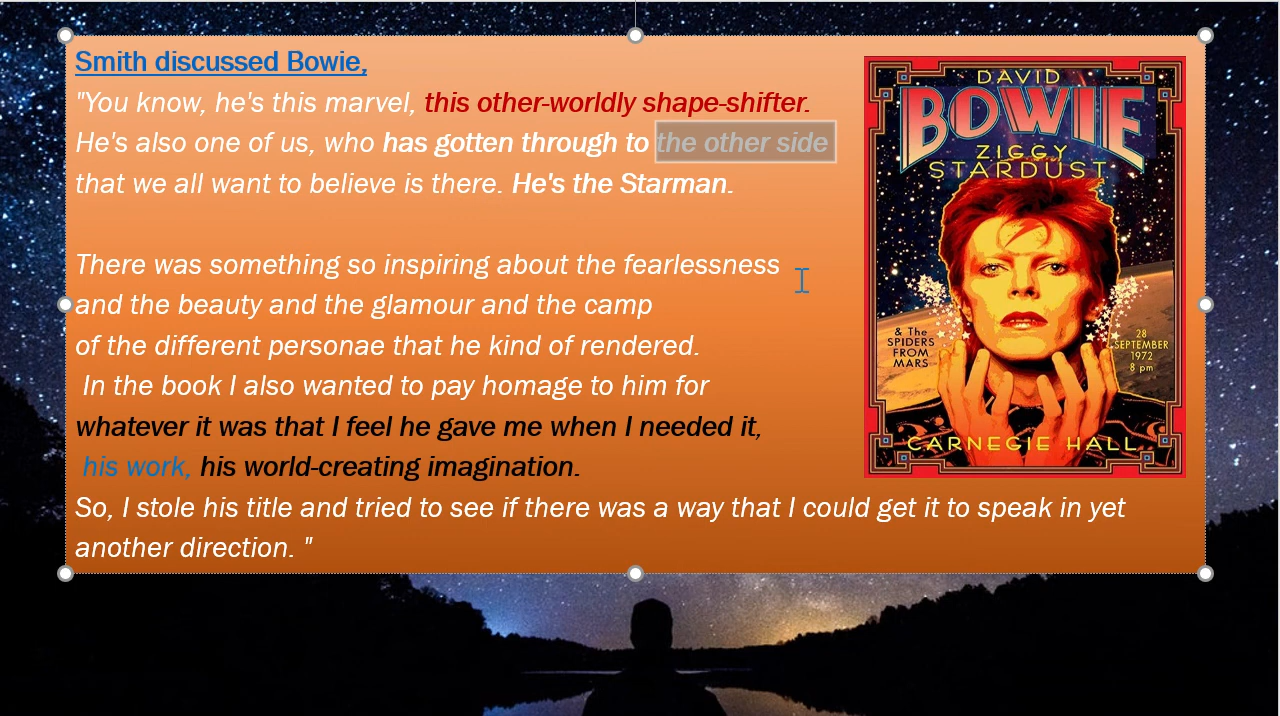 Smith discussed Bowie,
"You know, he's this marvel, this other-worldly shape-shifter.
He's also one of us, who has gotten through to the other side
that we all want to believe is there. He's the Starman.
There was something so inspiring about the fearlessness
and the beauty and the glamour and the camp
of the different personae that he kind of rendered.
In the book I also wanted to pay homage to him for
whatever it was that I feel he gave me when I needed it,
his work, his world-creating imagination.
So, I stole his title and tried to see if there was a way that I could get it to speak in yet
another direction. "
DAVID
BOWIE
ZIGGY
STARDUST
& The
SPIDERS
FROM
MARS
28
SEPTEMBER
1972
8 pm
CARNEGIE HALL